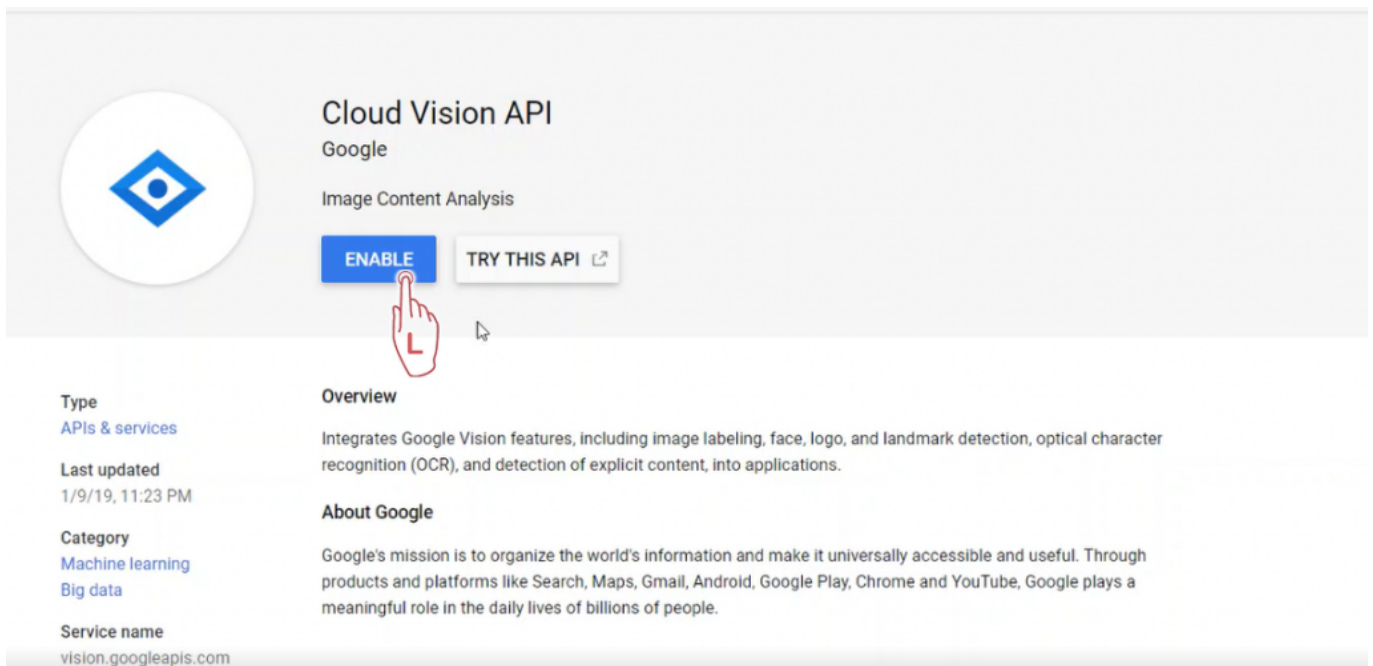 Cloud Vision API
Google
Image Content Analysis
ENABLE
TRY THIS API
L
Type
APIs & services
Last updated
1/9/19, 11:23 PM
Category
Machine learning
Big data
Service name
vision.googleapis.com
Overview
Integrates Google Vision features, including image labeling, face, logo, and landmark detection, optical character
recognition (OCR), and detection of explicit content, into applications.
About Google
Google's mission is to organize the world's information and make it universally accessible and useful. Through
products and platforms like Search, Maps, Gmail, Android, Google Play, Chrome and YouTube, Google plays a
meaningful role in the daily lives of billions of people.